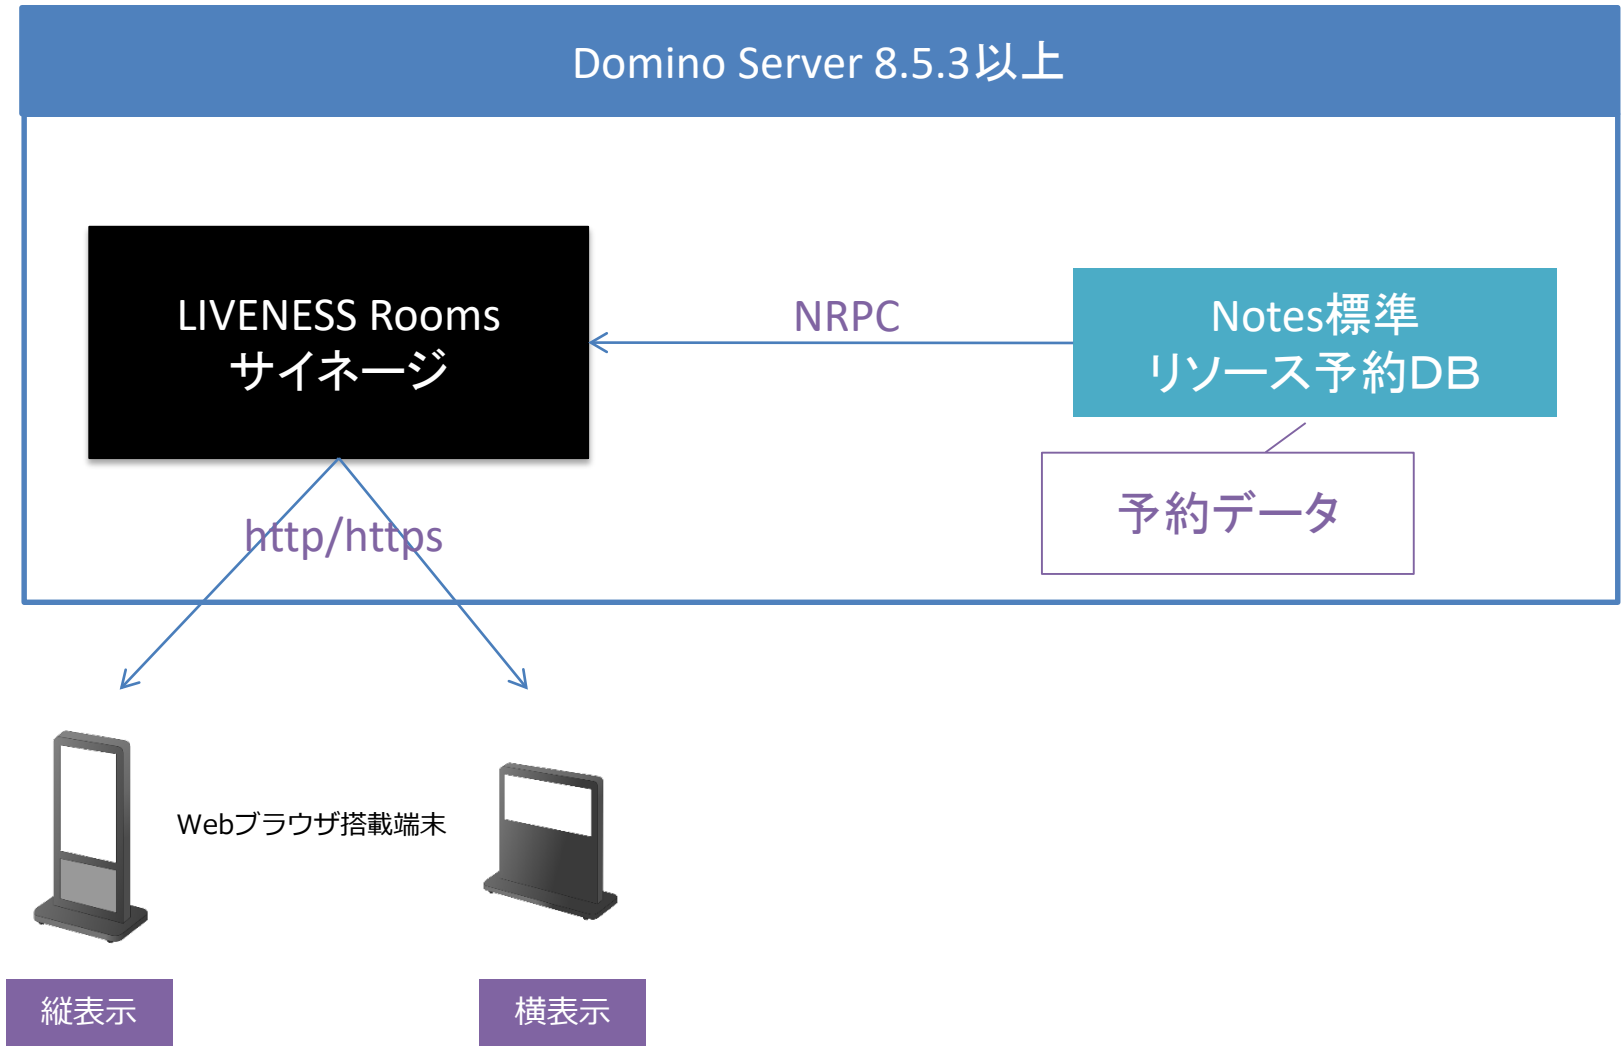 Domino Server 8.5.3以上
LIVENESS Rooms
サイネージ
NRPC
Notes標準
リソース予約ＤＢ
予約データ
http/https
Webブラウザ搭載端末
縦表示
横表示